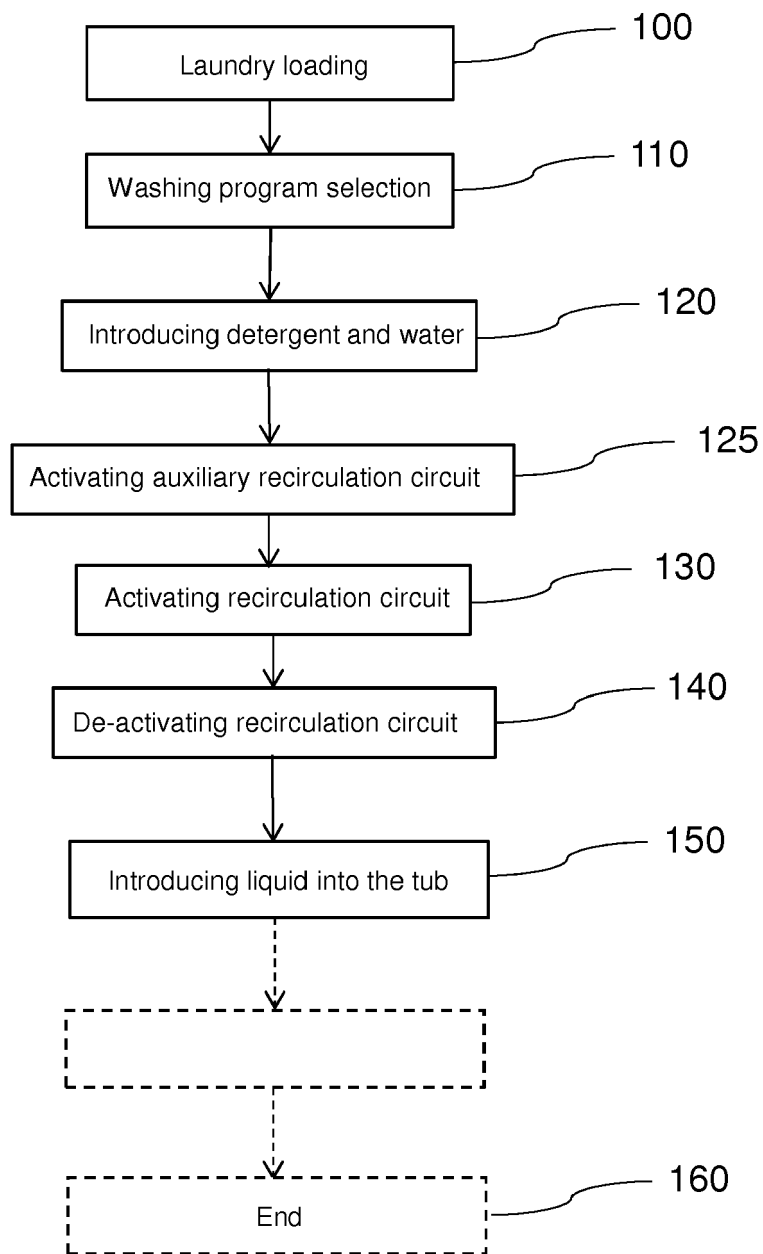 Laundry loading
100
Washing program selection
110
Introducing detergent and water
120
Activating auxiliary recirculation circuit
125
Activating recirculation circuit
130
De-activating recirculation circuit
140
Introducing liquid into the tub
150
End
160